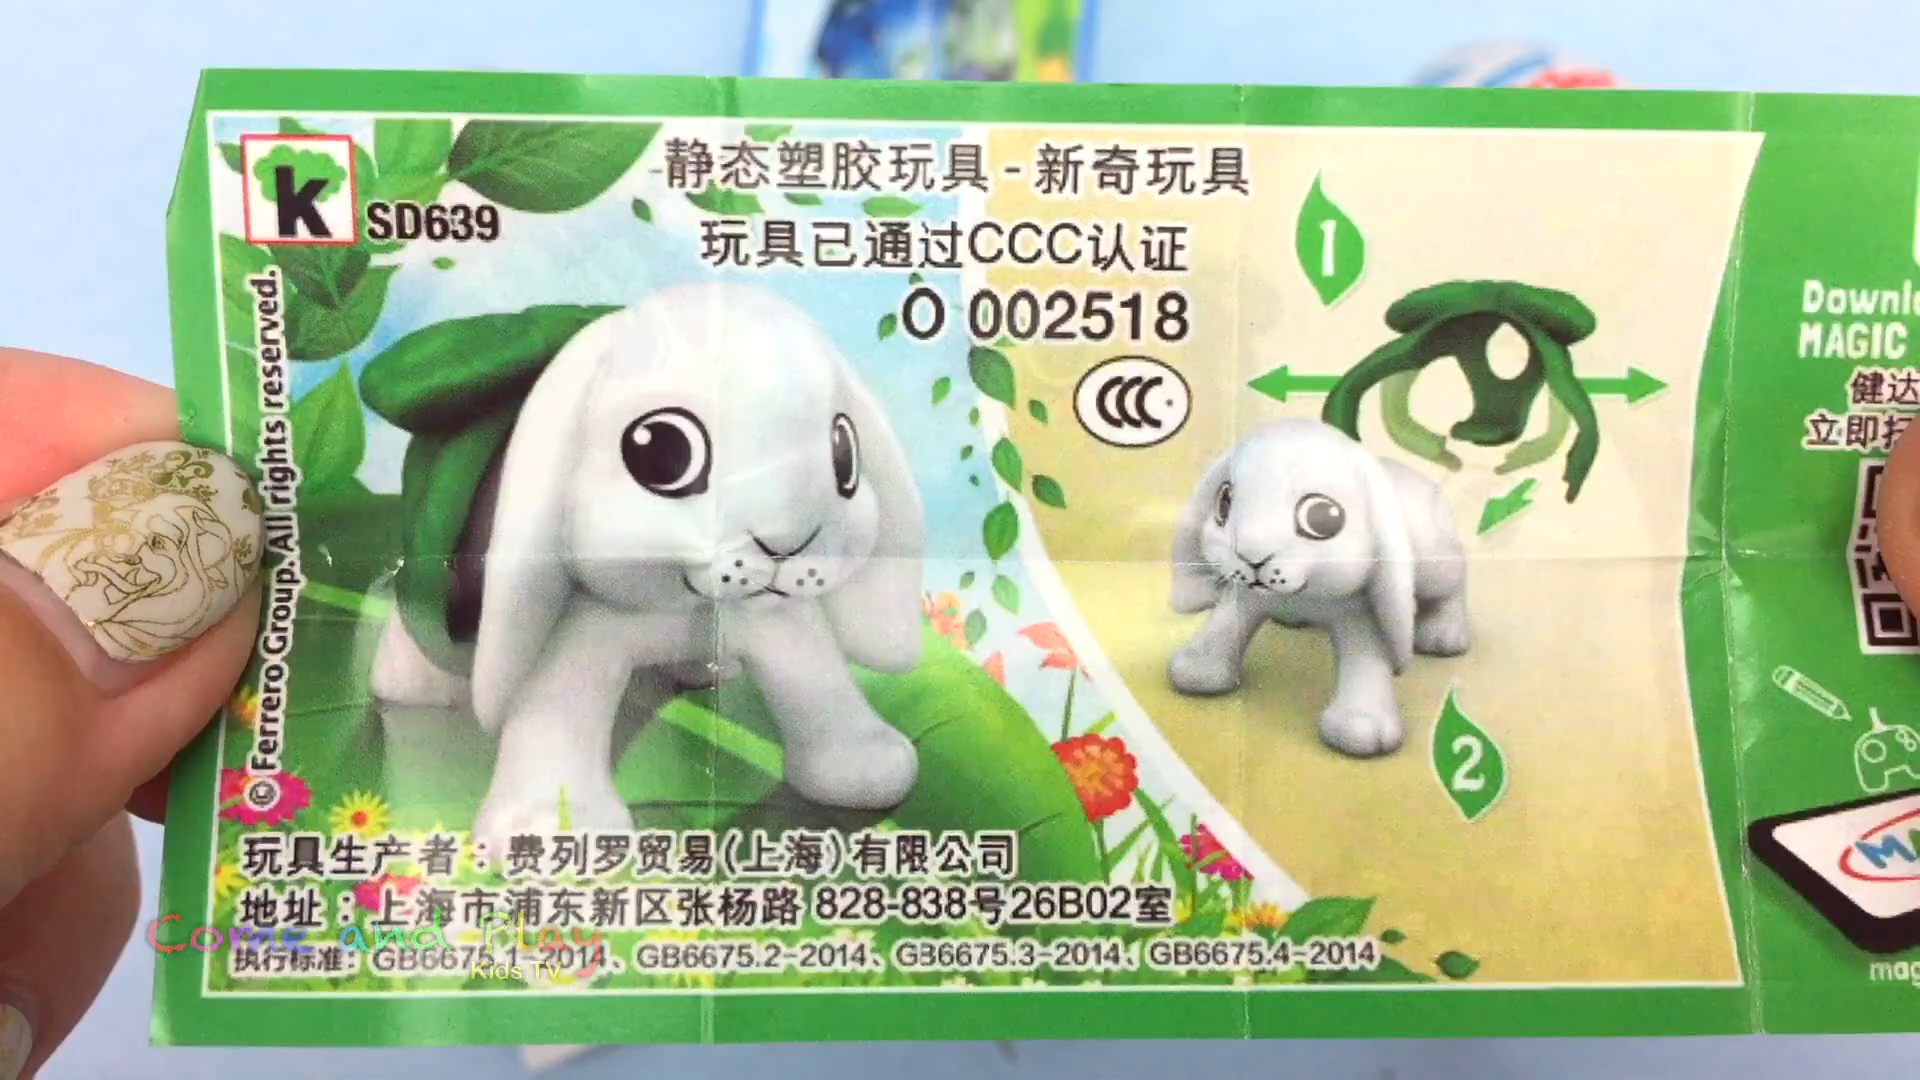 K
SD639
静态塑胶玩具-新奇玩具
玩具已通过CCC认证
O 002518
CCC
© Ferrero Group. All rights reserved.
1
2
玩具生产者：费列罗贸易(上海)有限公司
地址：上海市浦东新区张杨路 828-838号26B02室
执行标准：GB6675.1-2014、GB6675.2-2014、GB6675.3-2014、GB6675.4-2014
Come and Play
Kids TV
MAGIC
健达
立即扫